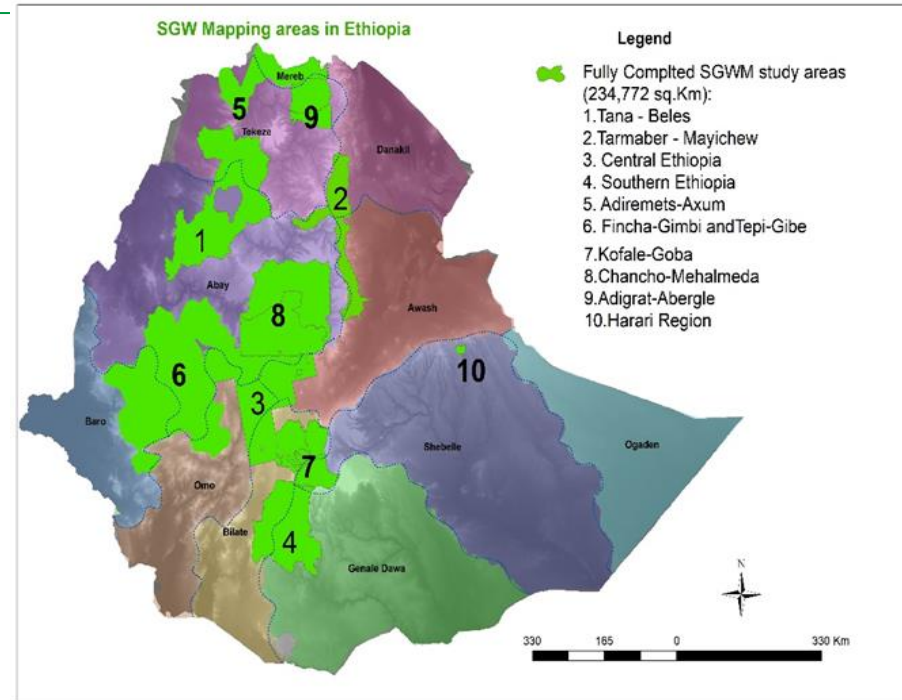 SGW Mapping areas in Ethiopia
Legend
Fully Complted SGWM study areas
(234,772 sq.Km):
1.Tana - Beles
2.Tarmaber - Mayichew
3. Central Ethiopia
4. Southern Ethiopia
5. Adiremets-Axum
6. Fincha-Gimbi andTepi-Gibe
7.Kofale-Goba
8.Chancho-Mehalmeda
9.Adigrat-Abergle
10.Harari Region
Mereb
5
9
Tekeze
Danakil
2
1
Abay
8
Awash
6
10
3
Baro
Shebelle
Ogaden
7
Omo
Bilate
4
Genale Dawa
N
330 165 0 330 Km